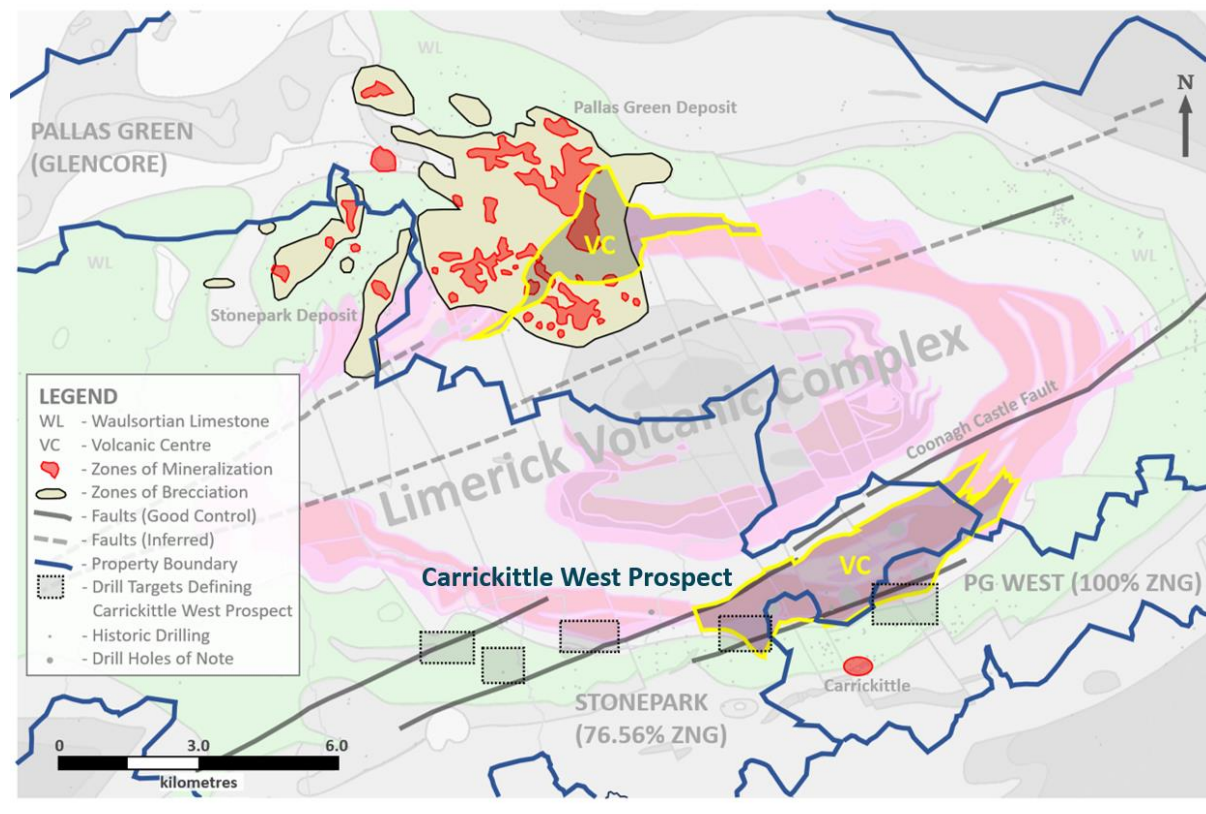 WL
Pallas Green Deposit
N
PALLAS GREEN
(GLENCORE)
VC
WL
WL
Stonepark Deposit
Limerick Volcanic Complex
Coonagh Castle Fault
LEGEND
WL - Waulsortian Limestone
VC - Volcanic Centre
- Zones of Mineralization
- Zones of Brecciation
- Faults (Good Control)
- Faults (Inferred)
- Property Boundary
- Drill Targets Defining
Carrickittle West Prospect
- Historic Drilling
- Drill Holes of Note
Carrickittle West Prospect
VC
PG WEST (100% ZNG)
Carrickittle
STONEPARK
(76.56% ZNG)
0 3.0 6.0
kilometres